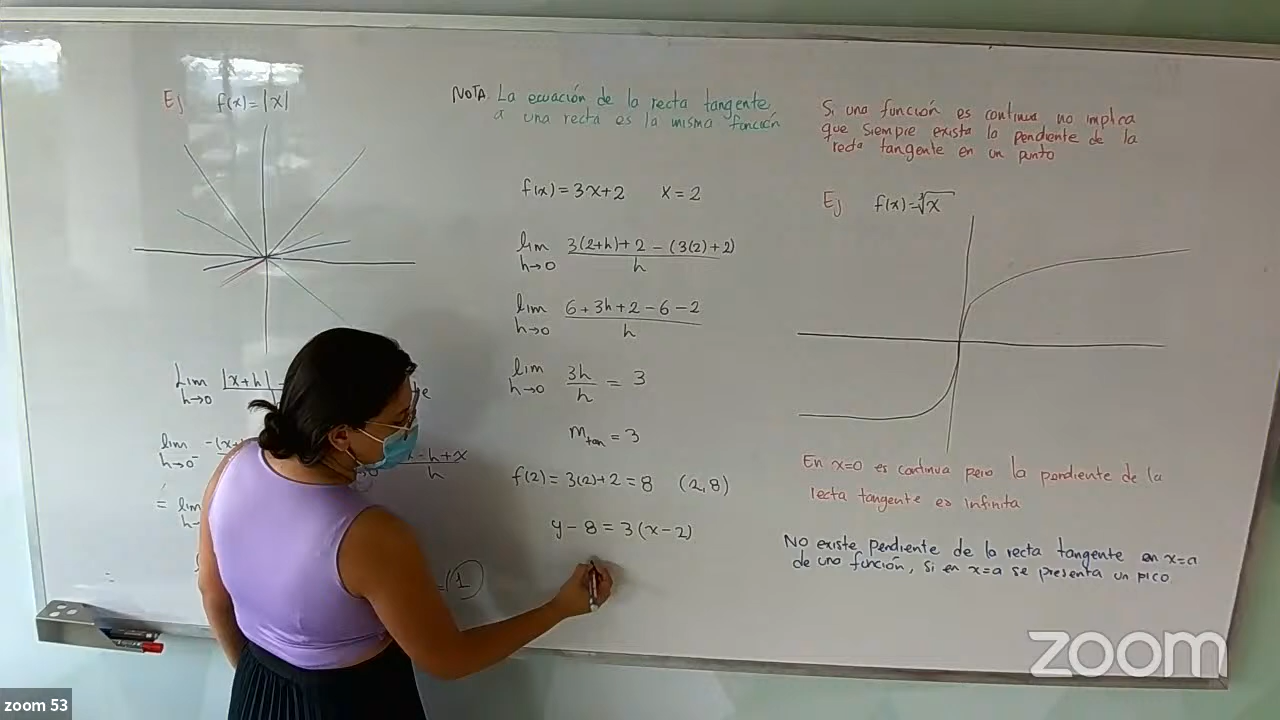 Ej f(x)=|x|
Lim |x+h|
h→0
lim -(x+
h→0⁻
-h+x
h
= lim
=(1)
NOTA. La ecuación de la recta tangente
a una recta es la misma función
f(x)=3x+2 x=2
lim 3(2+h)+2-(3(2)+2)
h→0 h
lim 6+3h+2-6-2
h→0 h
lim 3h = 3
h→0 h
m tan = 3
f(2)=3(2)+2=8 (2,8)
y-8=3(x-2)
Si una función es continua no implica
que siempre exista la pendiente de la
recta tangente en un punto
Ej f(x)=∛x
En x=0 es continua pero la pendiente de la
recta tangente es infinita
No existe pendiente de la recta tangente en x=a
de una función, si en x=a se presenta un pico
zoom
zoom 53